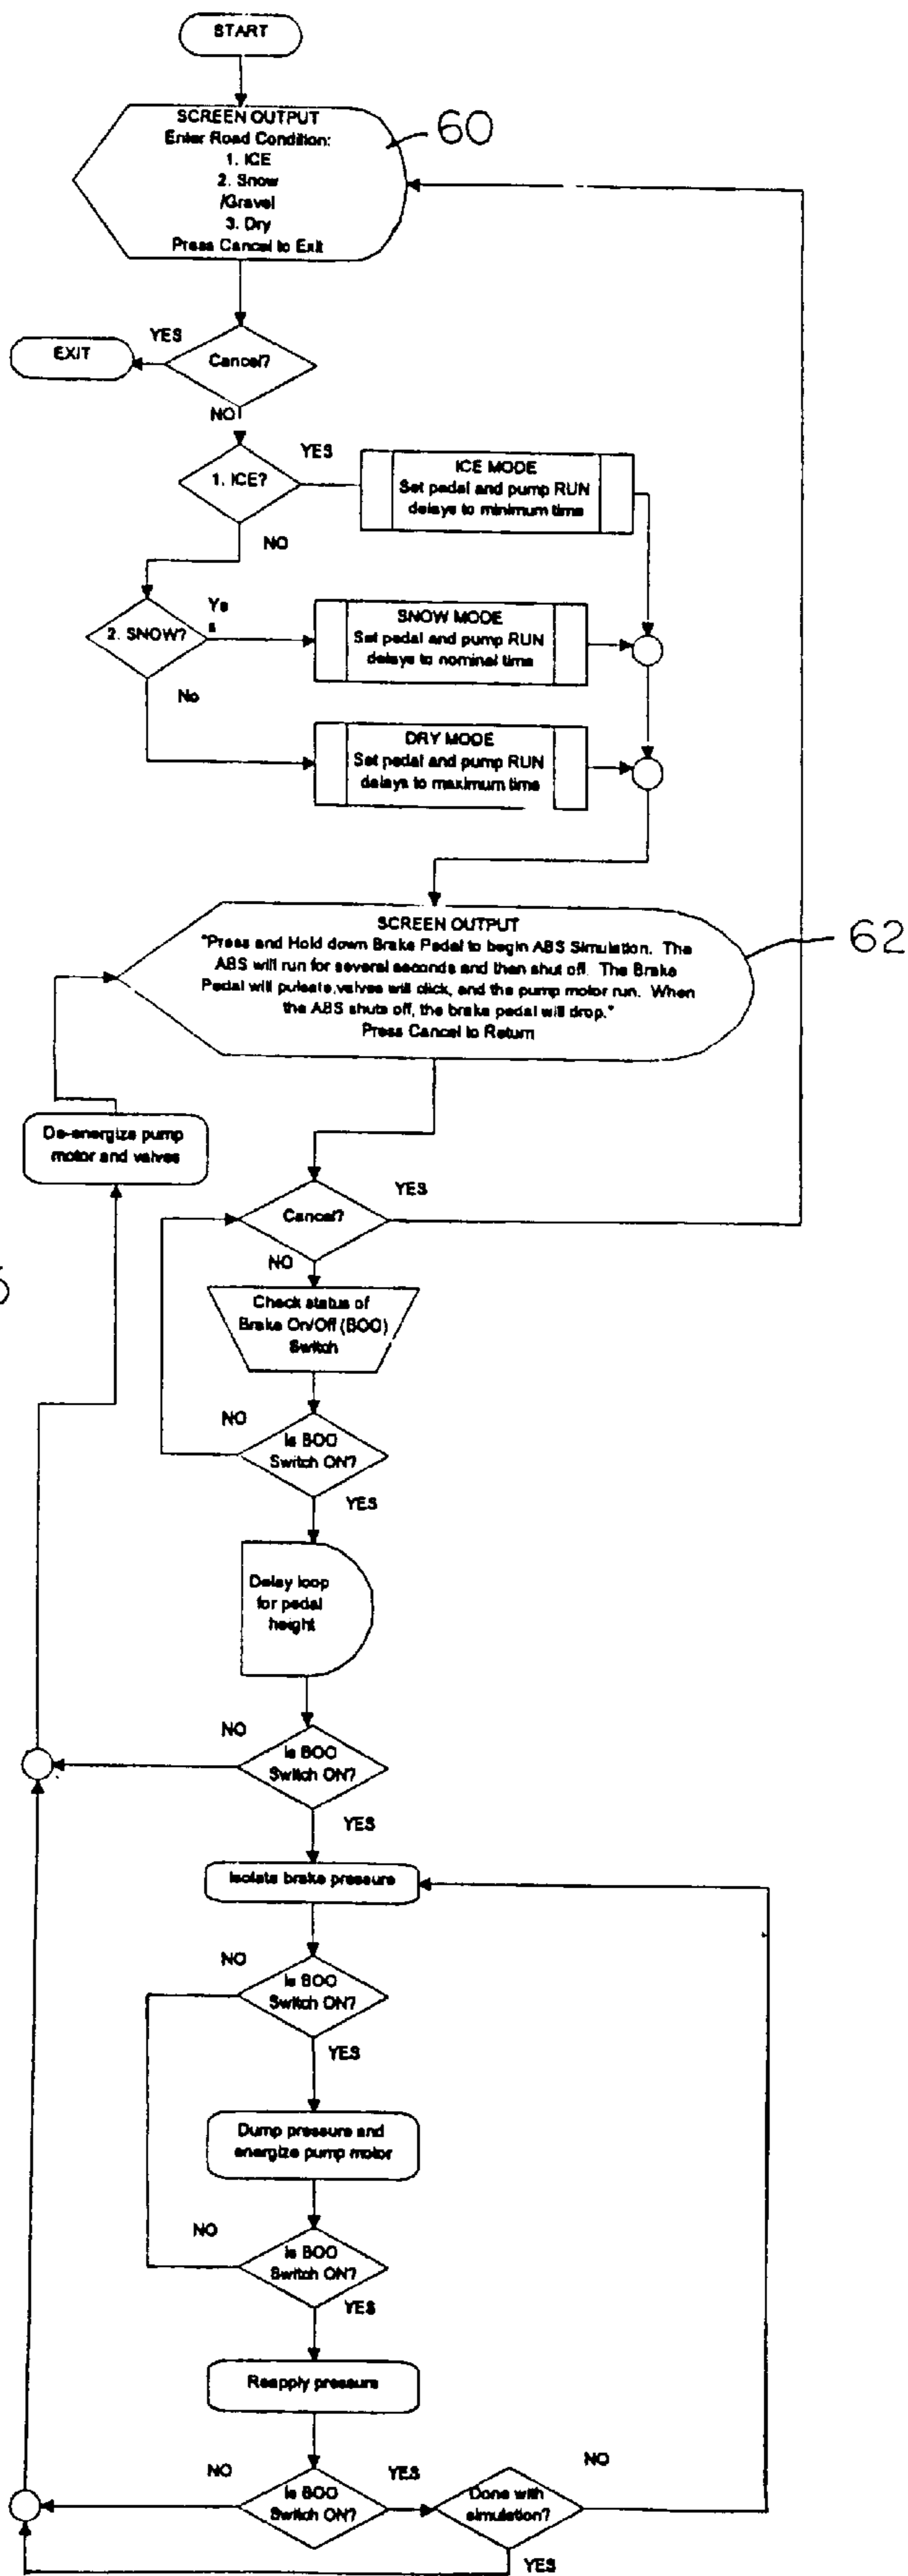 START
SCREEN OUTPUT
Enter Road Condition:
1. ICE
2. Snow
/Gravel
3. Dry
Press Cancel to Exit
60
YES
EXIT
Cancel?
NO
1. ICE?
YES
ICE MODE
Set pedal and pump RUN
delays to minimum time
NO
2. SNOW?
Ye
s
SNOW MODE
Set pedal and pump RUN
delays to nominal time
No
DRY MODE
Set pedal and pump RUN
delays to maximum time
SCREEN OUTPUT
"Press and Hold down Brake Pedal to begin ABS Simulation. The
ABS will run for several seconds and then shut off. The Brake
Pedal will pulsate,valves will click, and the pump motor run. When
the ABS shuts off, the brake pedal will drop."
Press Cancel to Return
62
De-energize pump
motor and valves
Cancel?
YES
NO
Check status of
Brake On/Off (BOO)
Switch
NO
Is BOO
Switch ON?
YES
Delay loop
for pedal
height
NO
Is BOO
Switch ON?
YES
Isolate brake pressure
NO
Is BOO
Switch ON?
YES
Dump pressure and
energize pump motor
NO
Is BOO
Switch ON?
YES
Reapply pressure
NO
Is BOO
Switch ON?
YES
Done with
simulation?
NO
YES